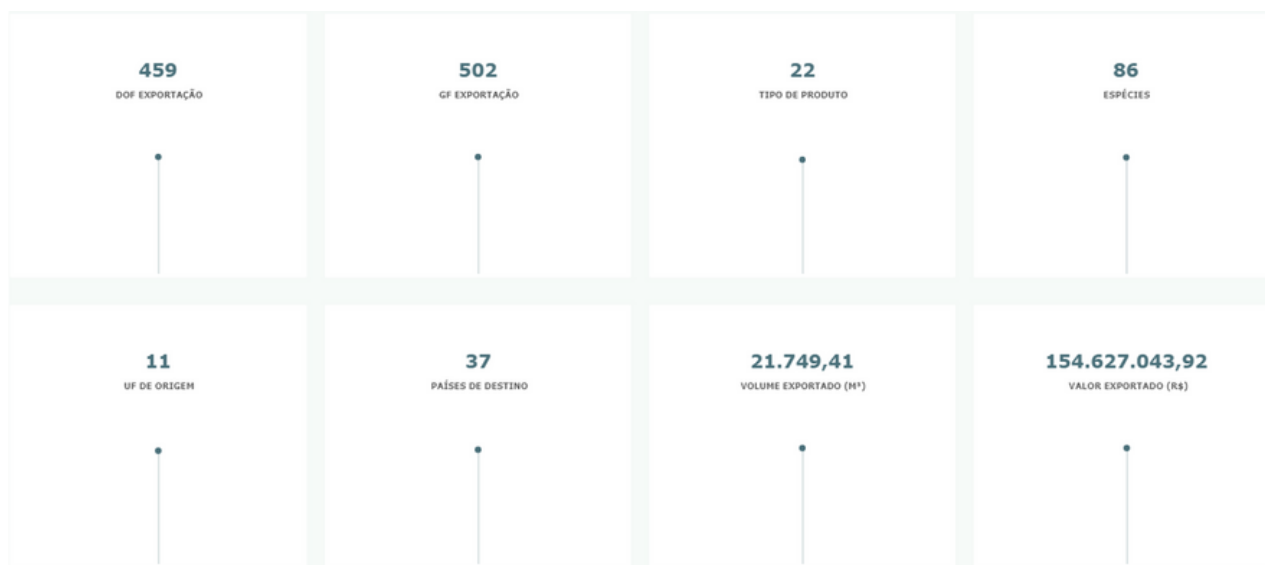 459
DOF EXPORTAÇÃO
502
GF EXPORTAÇÃO
22
TIPO DE PRODUTO
86
ESPÉCIES
11
UF DE ORIGEM
37
PAÍSES DE DESTINO
21.749,41
VOLUME EXPORTADO (M³)
154.627.043,92
VALOR EXPORTADO (R$)